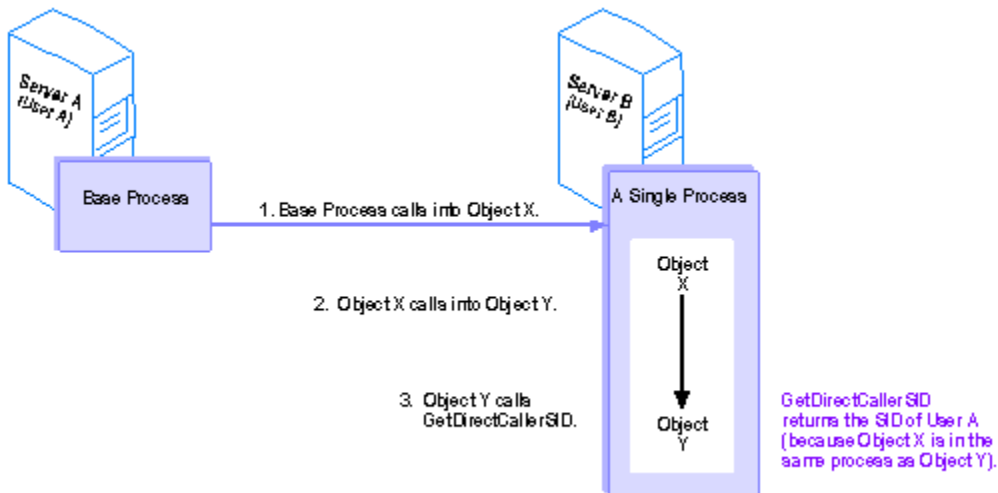 Server A
(User A)
Server B
(User B)
Base Process
A Single Process
1. Base Process calls into Object X.
Object
X
2. Object X calls into Object Y.
3. Object Y calls
GetDirectCallerSID.
Object
Y
GetDirectCallerSID
returns the SID of User A
(because Object X is in the
same process as Object Y).